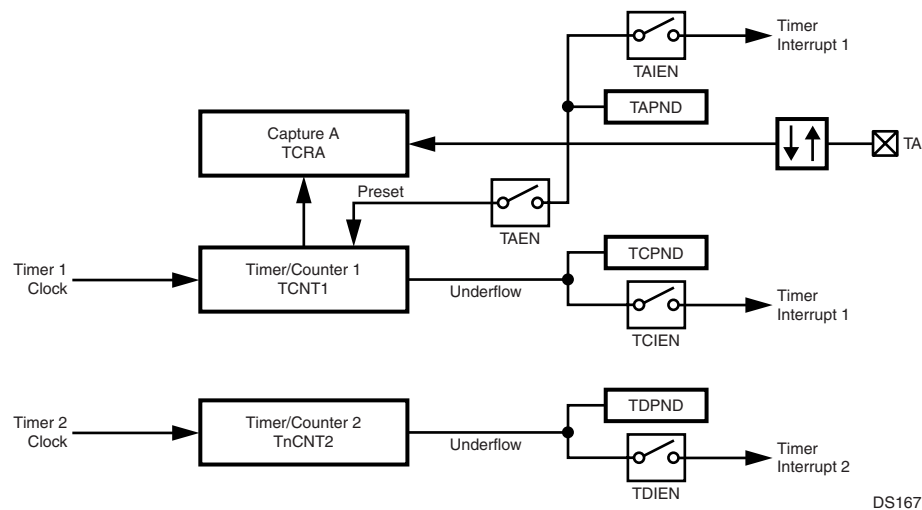 Timer
Interrupt 1
TAIEN
TAPND
Capture A
TCRA
TA
Preset
TAEN
Timer 1
Clock
Timer/Counter 1
TCNT1
Underflow
TCPND
TCIEN
Timer
Interrupt 1
Timer 2
Clock
Timer/Counter 2
TnCNT2
Underflow
TDPND
TDIEN
Timer
Interrupt 2
DS167